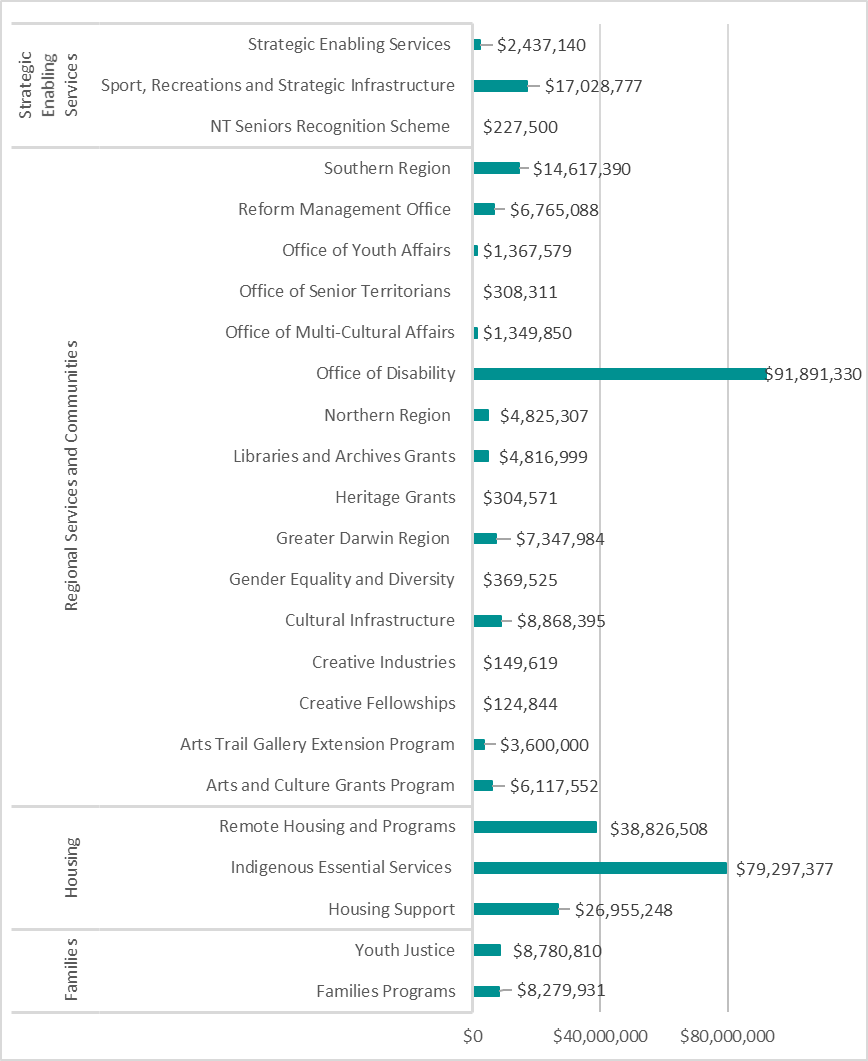 Strategic Enabling Services
Strategic Enabling Services $2,437,140
Sport, Recreations and Strategic Infrastructure $17,028,777
NT Seniors Recognition Scheme $227,500
Regional Services and Communities
Southern Region $14,617,390
Reform Management Office $6,765,088
Office of Youth Affairs $1,367,579
Office of Senior Territorians $308,311
Office of Multi-Cultural Affairs $1,349,850
Office of Disability $91,891,330
Northern Region $4,825,307
Libraries and Archives Grants $4,816,999
Heritage Grants $304,571
Greater Darwin Region $7,347,984
Gender Equality and Diversity $369,525
Cultural Infrastructure $8,868,395
Creative Industries $149,619
Creative Fellowships $124,844
Arts Trail Gallery Extension Program $3,600,000
Arts and Culture Grants Program $6,117,552
Housing
Remote Housing and Programs $38,826,508
Indigenous Essential Services $79,297,377
Housing Support $26,955,248
Families
Youth Justice $8,780,810
Families Programs $8,279,931
$0 $40,000,000 $80,000,000